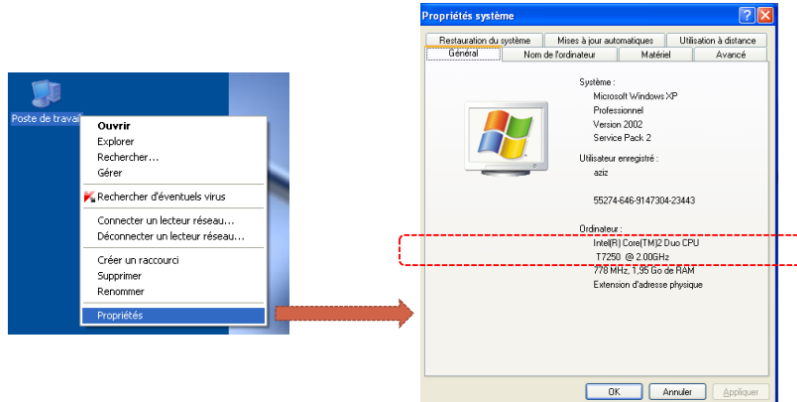 Poste de travail
Ouvrir
Explorer
Rechercher...
Gérer
Rechercher d'éventuels virus
Connecter un lecteur réseau...
Déconnecter un lecteur réseau...
Créer un raccourci
Supprimer
Renommer
Propriétés
Propriétés système
Restauration du système Mises à jour automatiques Utilisation à distance
Général Nom de l'ordinateur Matériel Avancé
Système :
Microsoft Windows XP
Professionnel
Version 2002
Service Pack 2
Utilisateur enregistré :
aziz
55274-646-9147304-23443
Ordinateur :
Intel(R) Core(TM)2 Duo CPU
T7250 @ 2.00GHz
778 MHz, 1,95 Go de RAM
Extension d'adresse physique
OK Annuler Appliquer